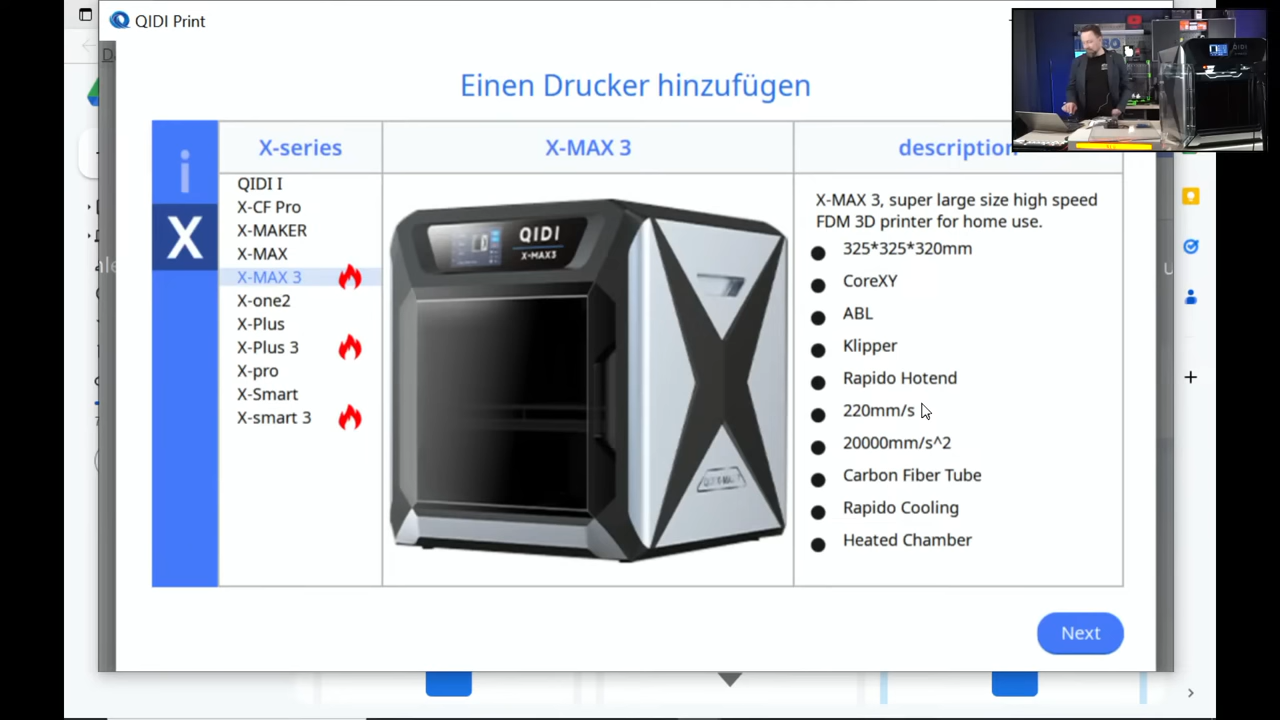 QIDI Print
Einen Drucker hinzufügen
i
X
X-series
QIDI I
X-CF Pro
X-MAKER
X-MAX
X-MAX 3
X-one2
X-Plus
X-Plus 3
X-pro
X-Smart
X-smart 3
X-MAX 3
QIDI
X-MAX3
description
X-MAX 3, super large size high speed
FDM 3D printer for home use.
325*325*320mm
CoreXY
ABL
Klipper
Rapido Hotend
220mm/s
20000mm/s^2
Carbon Fiber Tube
Rapido Cooling
Heated Chamber
Next
QIDI